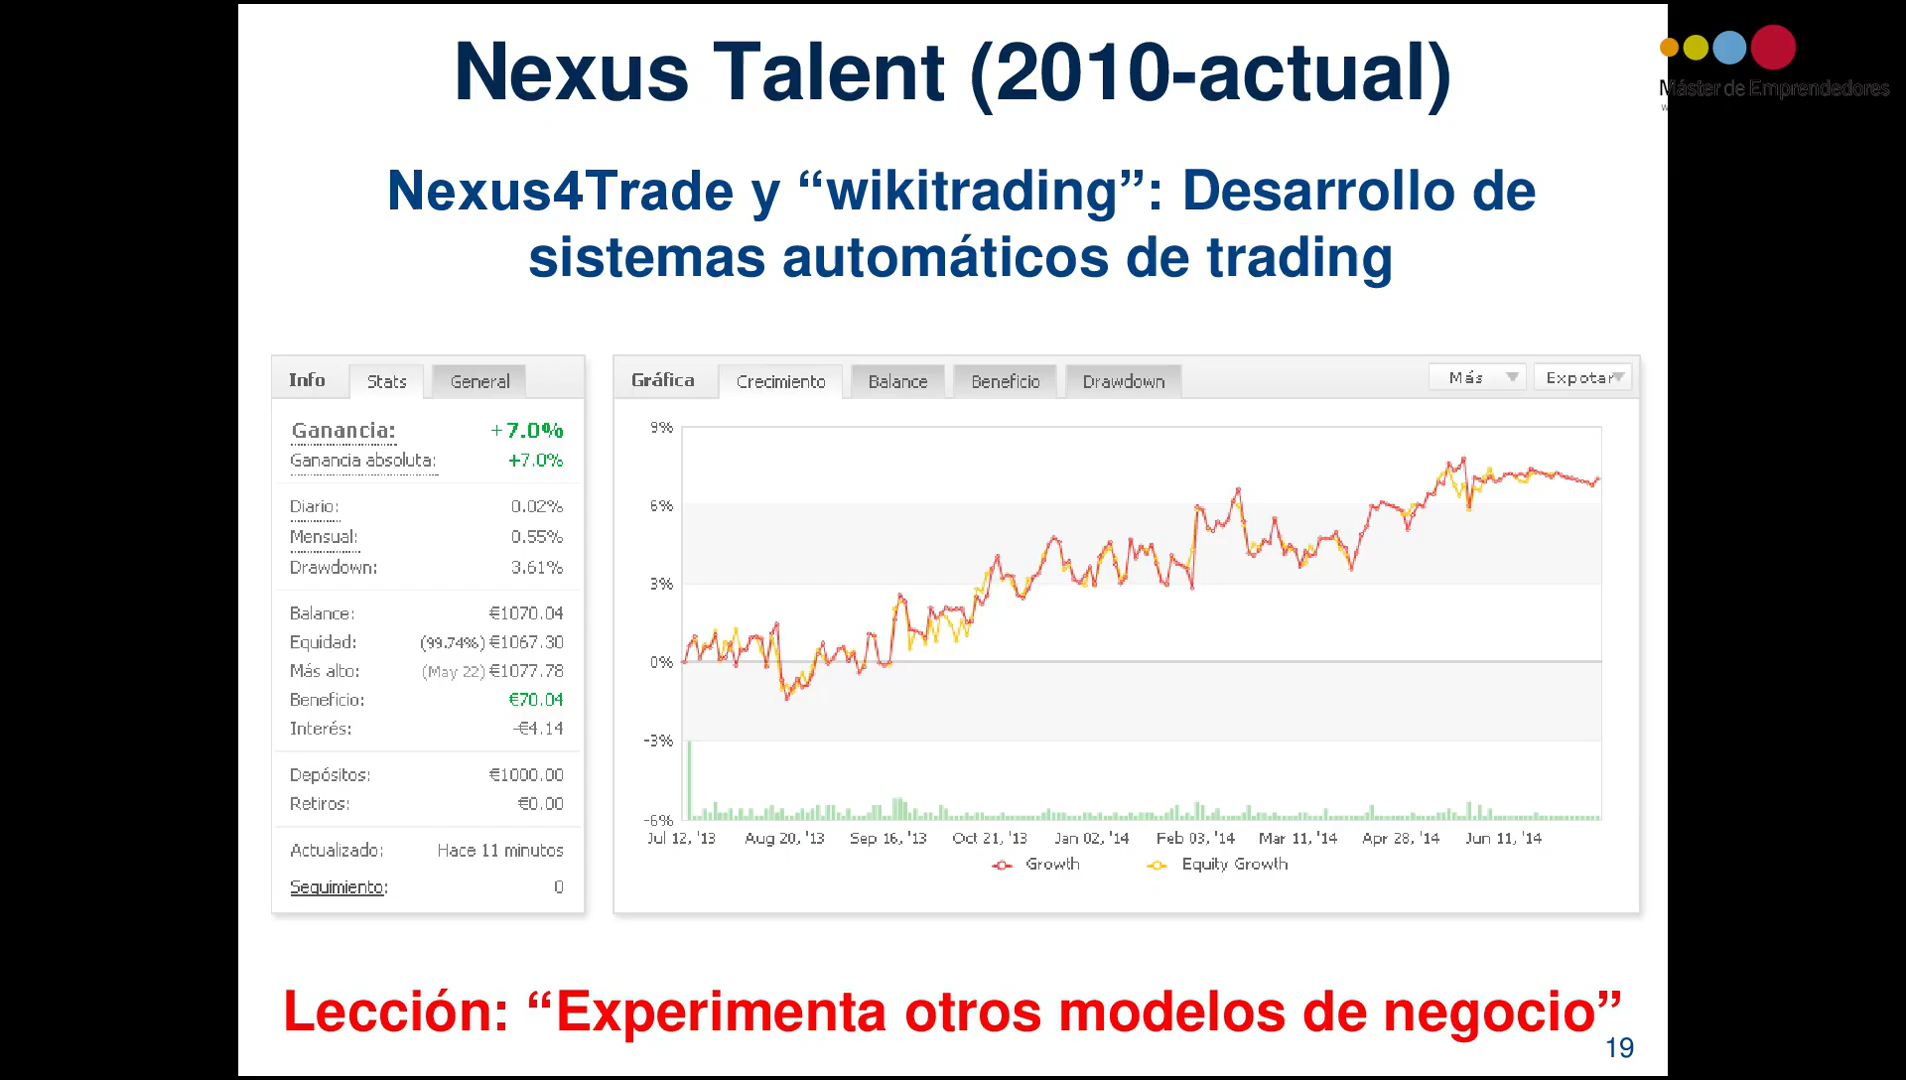 Nexus Talent (2010-actual)
Máster de Emprendedores
Nexus4Trade y “wikitrading”: Desarrollo de
sistemas automáticos de trading
Info Stats General
Ganancia: +7.0%
Ganancia absoluta: +7.0%
Diario: 0.02%
Mensual: 0.55%
Drawdown: 3.61%
Balance: €1070.04
Equidad: (99.74%) €1067.30
Más alto: (May 22) €1077.78
Beneficio: €70.04
Interés: -€4.14
Depósitos: €1000.00
Retiros: €0.00
Actualizado: Hace 11 minutos
Seguimiento: 0
Gráfica Crecimiento Balance Beneficio Drawdown Más Expotar
9%
6%
3%
0%
-3%
-6%
Jul 12, '13 Aug 20, '13 Sep 16, '13 Oct 21, '13 Jan 02, '14 Feb 03, '14 Mar 11, '14 Apr 28, '14 Jun 11, '14
Growth Equity Growth
Lección: “Experimenta otros modelos de negocio”
19